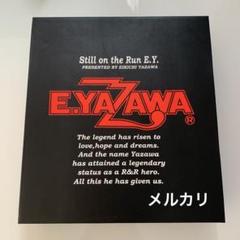 Still on the Run E.Y.
PRESENTED BY EIKICHI YAZAWA
E.YAZAWA®
The legend has risen to
love,hope and dreams.
And the name Yazawa
has attained a legendary
status as a R&R hero.
All this he has given us.
メルカリ